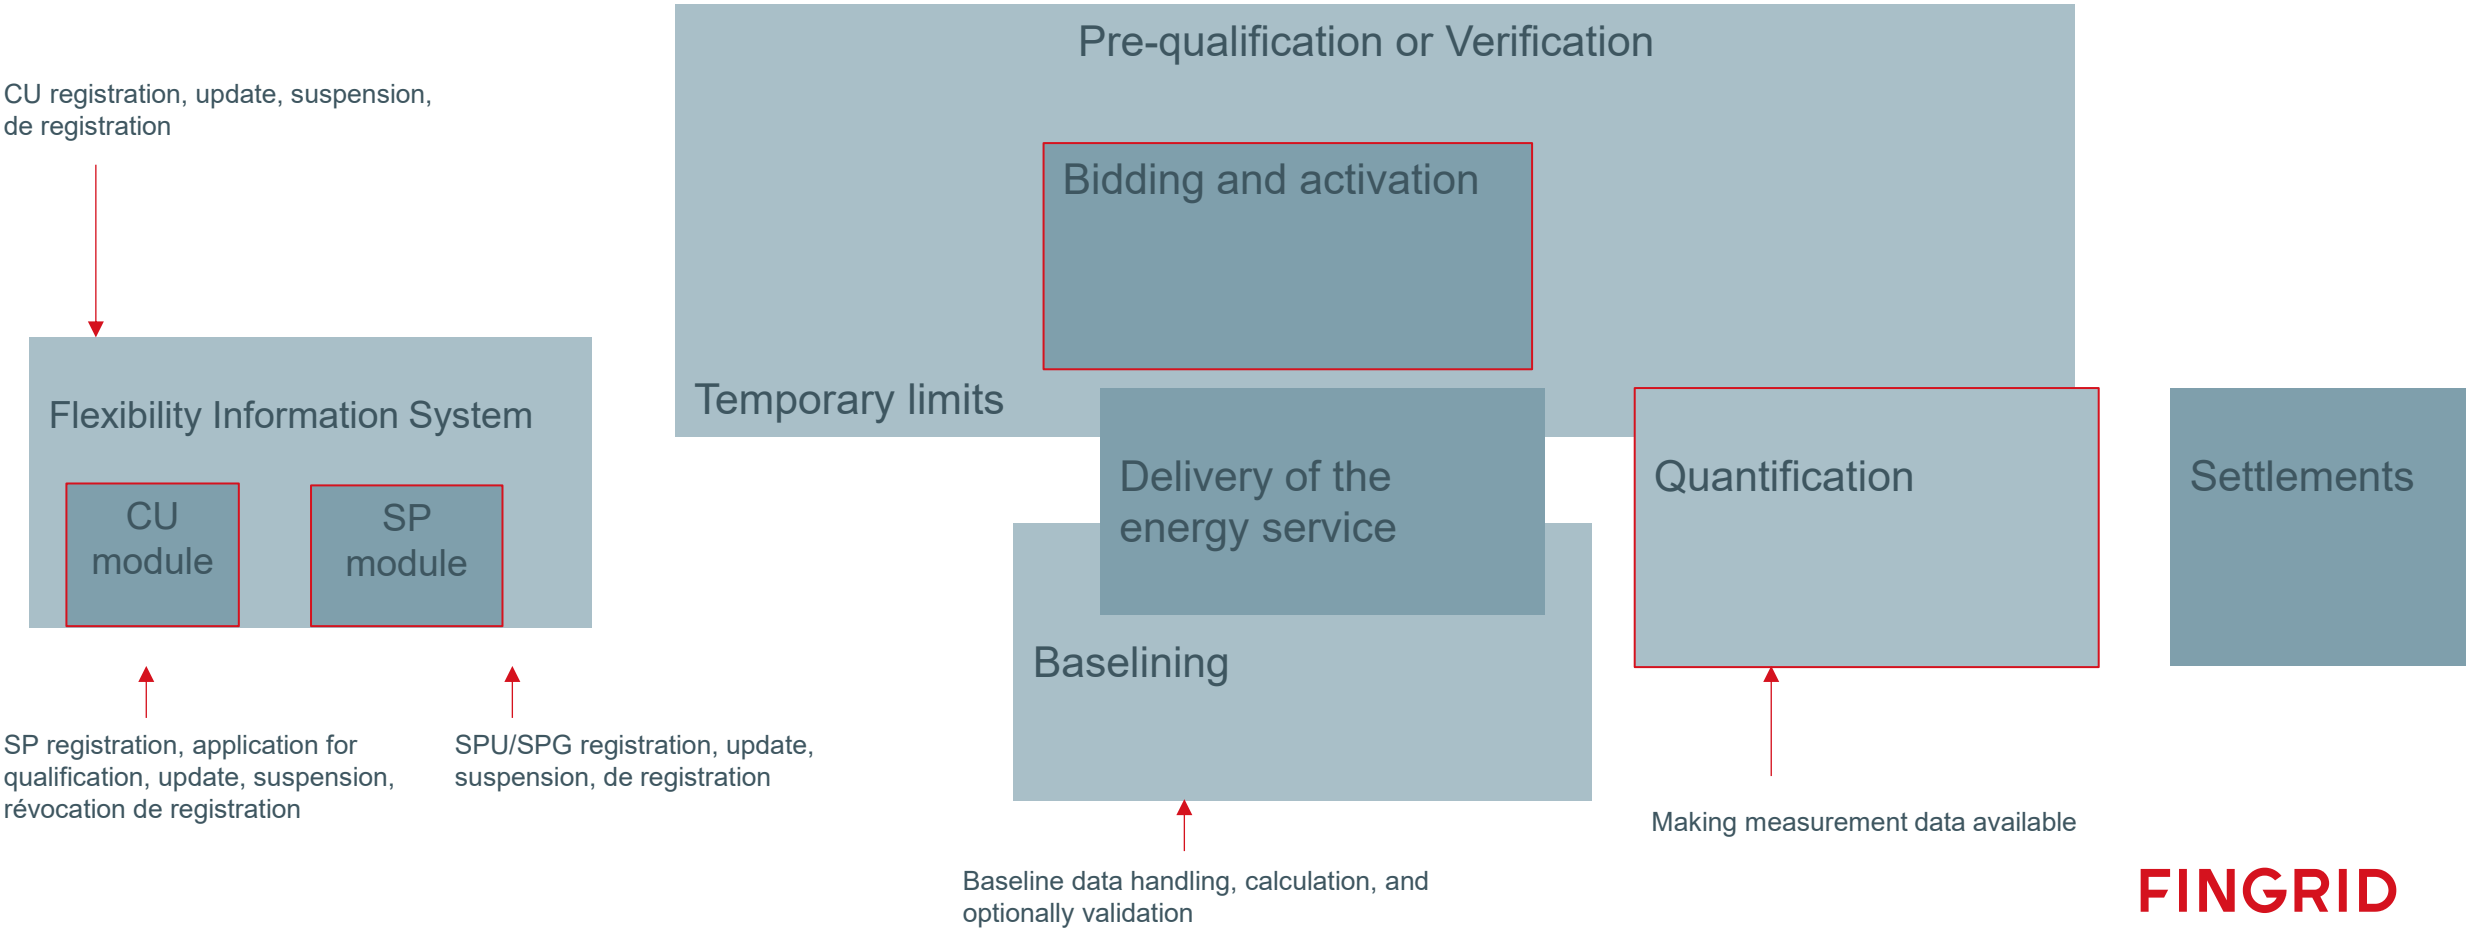 Pre-qualification or Verification
CU registration, update, suspension,
de registration
Bidding and activation
Temporary limits
Flexibility Information System
CU
module
SP
module
Delivery of the
energy service
Quantification
Settlements
Baselining
SP registration, application for
qualification, update, suspension,
révocation de registration
SPU/SPG registration, update,
suspension, de registration
Making measurement data available
Baseline data handling, calculation, and
optionally validation
FINGRID